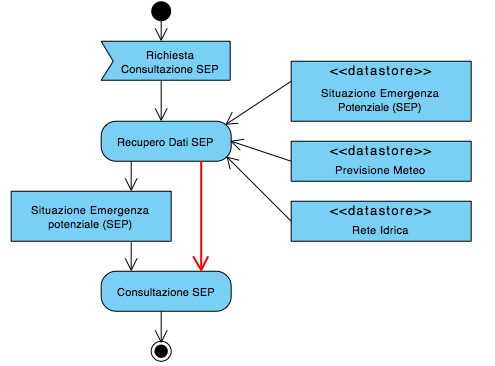 Richiesta
Consultazione SEP
<<datastore>>
Situazione Emergenza
Potenziale (SEP)
Recupero Dati SEP
<<datastore>>
Previsione Meteo
Situazione Emergenza
potenziale (SEP)
<<datastore>>
Rete Idrica
Consultazione SEP